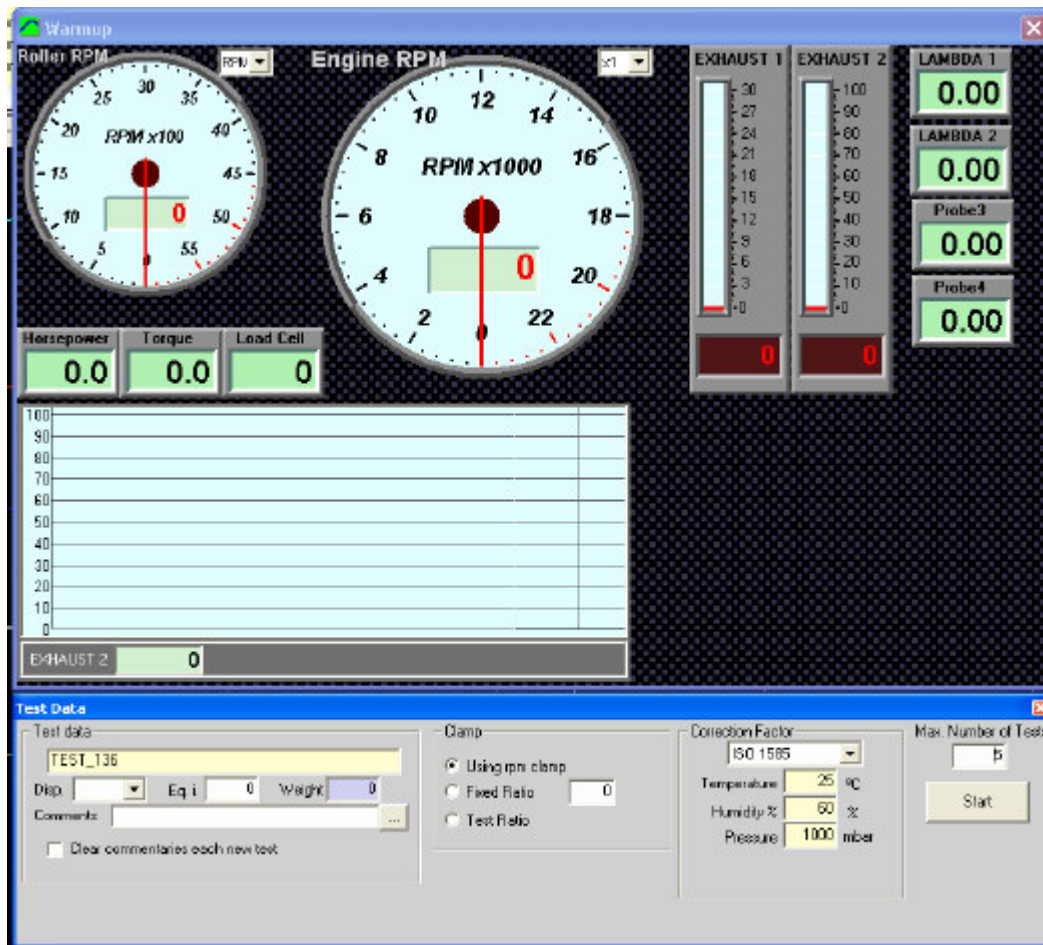 Warmup
Roller RPM
RPM
Engine RPM
x1
EXHAUST 1
EXHAUST 2
LAMBDA 1
0.00
LAMBDA 2
0.00
Probe3
0.00
Probe4
0.00
0
5
10
15
20
25
30
35
40
45
50
55
RPM x100
0
0
2
4
6
8
10
12
14
16
18
20
22
RPM x1000
0
30
27
24
21
18
15
12
9
6
3
0
0
100
90
80
70
60
50
40
30
20
10
0
0
Horsepower
0.0
Torque
0.0
Load Cell
0
100
90
80
70
60
50
40
30
20
10
0
EXHAUST 2 0
Test Data
Test data
TEST_136
Disp. Eq i. 0 Weight 0
Comments ...
Clear commentaries each new test
Clamp
Using rpm clamp
Fixed Ratio 0
Test Ratio
Correction Factor
ISO 1585
Temperature 25 ºC
Humidity % 60 %
Pressure 1000 mbar
Max. Number of Tests
5
Start